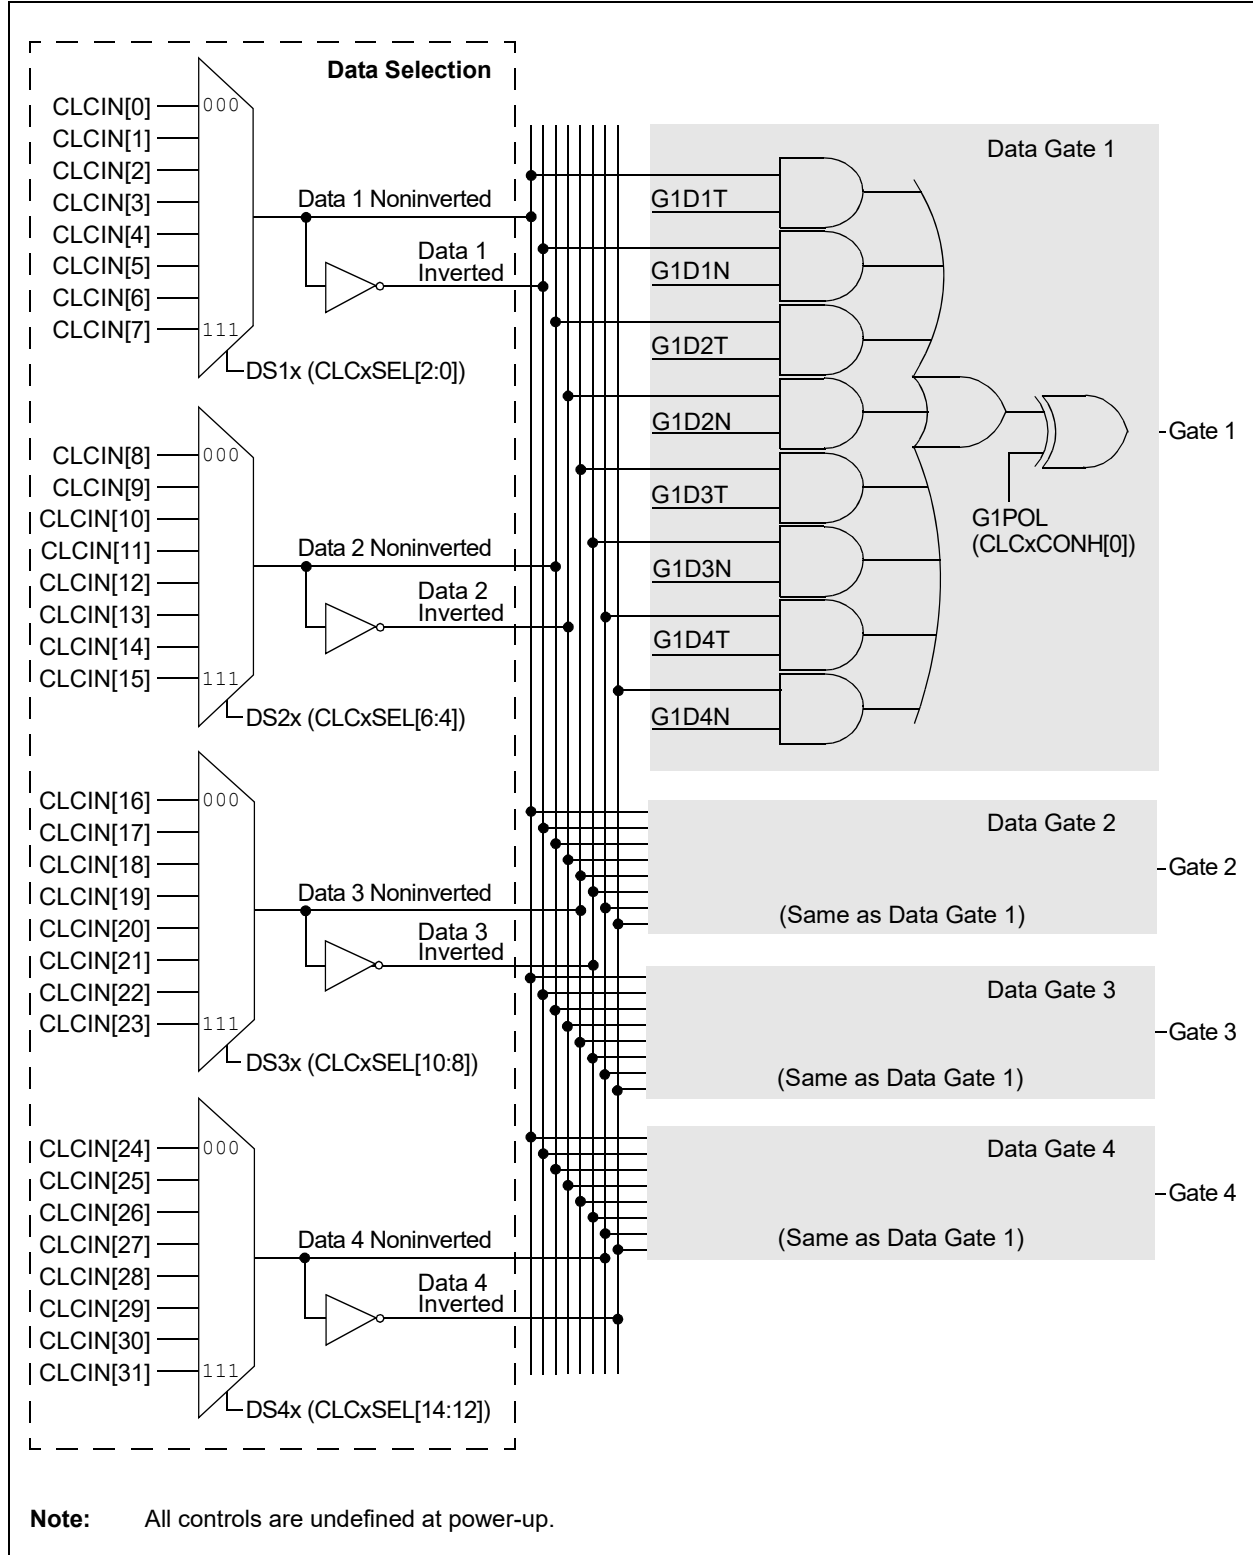 Data Selection
CLCIN[0]
CLCIN[1]
CLCIN[2]
CLCIN[3]
CLCIN[4]
CLCIN[5]
CLCIN[6]
CLCIN[7]
000
111
Data 1 Noninverted
Data 1
Inverted
DS1x (CLCxSEL[2:0])
CLCIN[8]
CLCIN[9]
CLCIN[10]
CLCIN[11]
CLCIN[12]
CLCIN[13]
CLCIN[14]
CLCIN[15]
000
111
Data 2 Noninverted
Data 2
Inverted
DS2x (CLCxSEL[6:4])
CLCIN[16]
CLCIN[17]
CLCIN[18]
CLCIN[19]
CLCIN[20]
CLCIN[21]
CLCIN[22]
CLCIN[23]
000
111
Data 3 Noninverted
Data 3
Inverted
DS3x (CLCxSEL[10:8])
CLCIN[24]
CLCIN[25]
CLCIN[26]
CLCIN[27]
CLCIN[28]
CLCIN[29]
CLCIN[30]
CLCIN[31]
000
111
Data 4 Noninverted
Data 4
Inverted
DS4x (CLCxSEL[14:12])
Data Gate 1
G1D1T
G1D1N
G1D2T
G1D2N
G1D3T
G1D3N
G1D4T
G1D4N
G1POL
(CLCxCONH[0])
Gate 1
Data Gate 2
(Same as Data Gate 1)
Gate 2
Data Gate 3
(Same as Data Gate 1)
Gate 3
Data Gate 4
(Same as Data Gate 1)
Gate 4
Note: All controls are undefined at power-up.